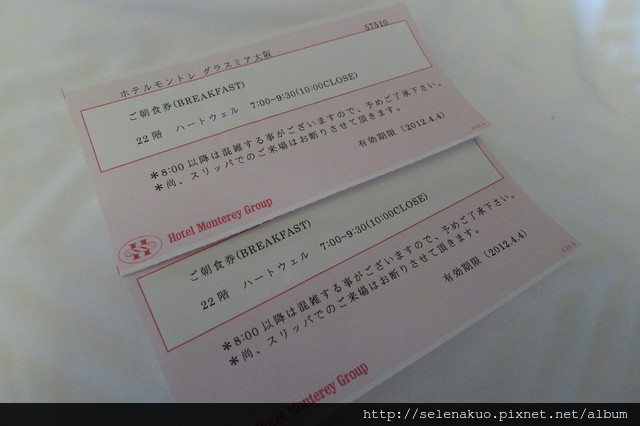 57510
ホテルモントレ グラスミア大阪
ご朝食券(BREAKFAST)
22階 ハートウェル 7:00~9:30(10:00CLOSE)
＊8:00以降は混雑する事がございますので、予めご了承下さい。
＊尚、スリッパでのご来場はお断りさせて頂きます。
有効期限（2012.4.4）
Hotel Monterey Group
ご朝食券(BREAKFAST)
22階 ハートウェル 7:00~9:30(10:00CLOSE)
＊8:00以降は混雑する事がございますので、予めご了承下さい。
＊尚、スリッパでのご来場はお断りさせて頂きます。
有効期限（2012.4.4）
Hotel Monterey Group
http://selenakuo.pixnet.net/album